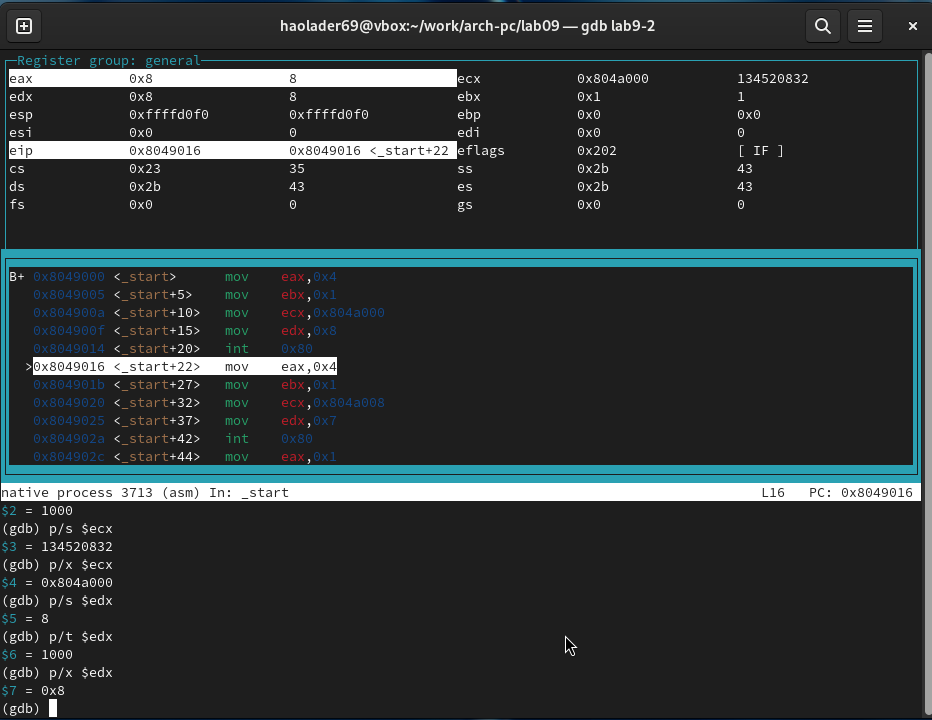 haolader69@vbox:~/work/arch-pc/lab09 — gdb lab9-2
Register group: general
eax 0x8 8 ecx 0x804a000 134520832
edx 0x8 8 ebx 0x1 1
esp 0xffffd0f0 0xffffd0f0 ebp 0x0 0x0
esi 0x0 0 edi 0x0 0
eip 0x8049016 0x8049016 <_start+22 eflags 0x202 [ IF ]
cs 0x23 35 ss 0x2b 43
ds 0x2b 43 es 0x2b 43
fs 0x0 0 gs 0x0 0
B+ 0x8049000 <_start> mov eax,0x4
0x8049005 <_start+5> mov ebx,0x1
0x804900a <_start+10> mov ecx,0x804a000
0x804900f <_start+15> mov edx,0x8
0x8049014 <_start+20> int 0x80
>0x8049016 <_start+22> mov eax,0x4
0x804901b <_start+27> mov ebx,0x1
0x8049020 <_start+32> mov ecx,0x804a008
0x8049025 <_start+37> mov edx,0x7
0x804902a <_start+42> int 0x80
0x804902c <_start+44> mov eax,0x1
native process 3713 (asm) In: _start L16 PC: 0x8049016
$2 = 1000
(gdb) p/s $ecx
$3 = 134520832
(gdb) p/x $ecx
$4 = 0x804a000
(gdb) p/s $edx
$5 = 8
(gdb) p/t $edx
$6 = 1000
(gdb) p/x $edx
$7 = 0x8
(gdb)